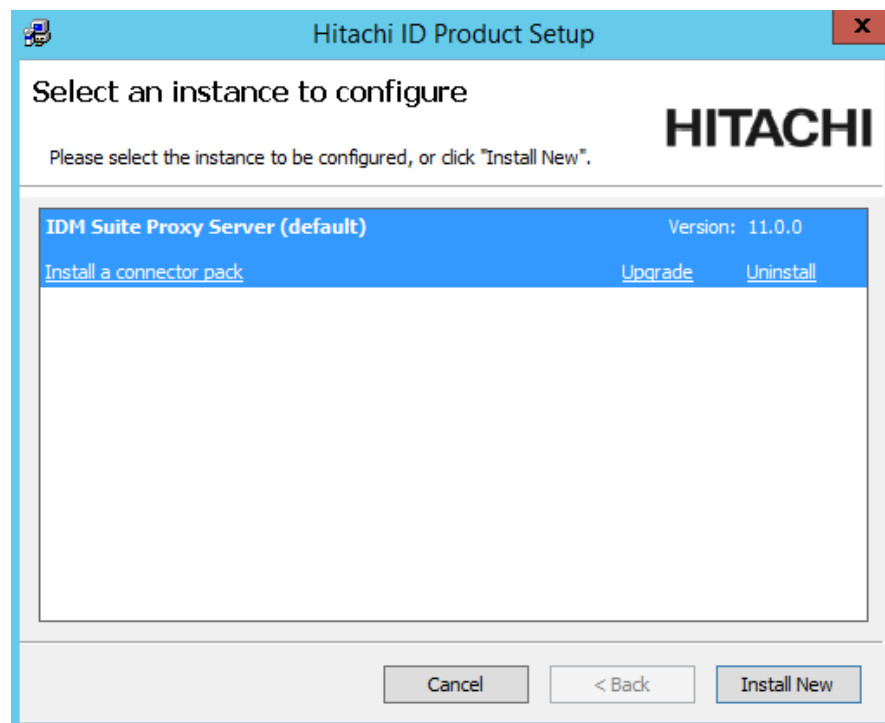 Hitachi ID Product Setup
X
Select an instance to configure
HITACHI
Please select the instance to be configured, or click "Install New".
IDM Suite Proxy Server (default) Version: 11.0.0
Install a connector pack Upgrade Uninstall
Cancel < Back Install New